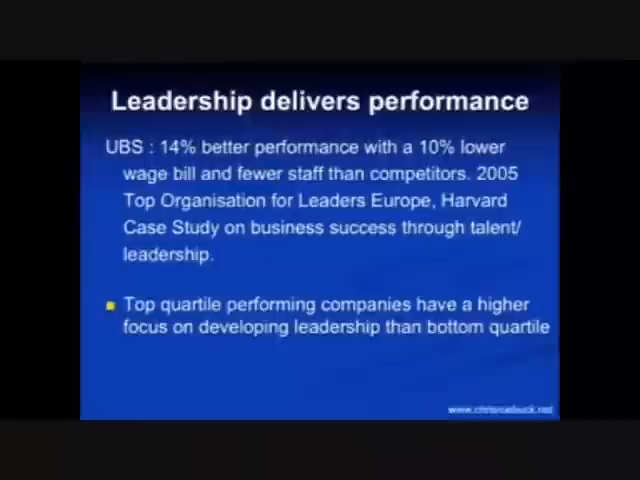 Leadership delivers performance
UBS : 14% better performance with a 10% lower
wage bill and fewer staff than competitors. 2005
Top Organisation for Leaders Europe, Harvard
Case Study on business success through talent/
leadership.
Top quartile performing companies have a higher
focus on developing leadership than bottom quartile